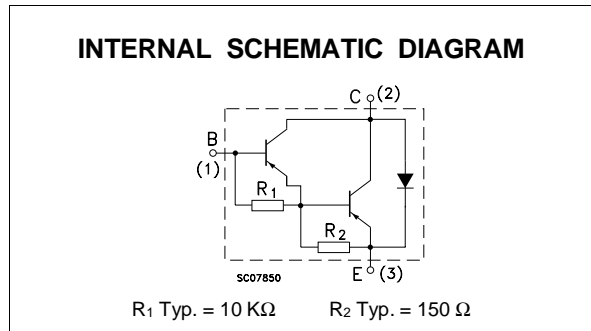 INTERNAL SCHEMATIC DIAGRAM
C (2)
B
(1)
R1
R2
SC07850
E (3)
R1 Typ. = 10 KΩ R2 Typ. = 150 Ω